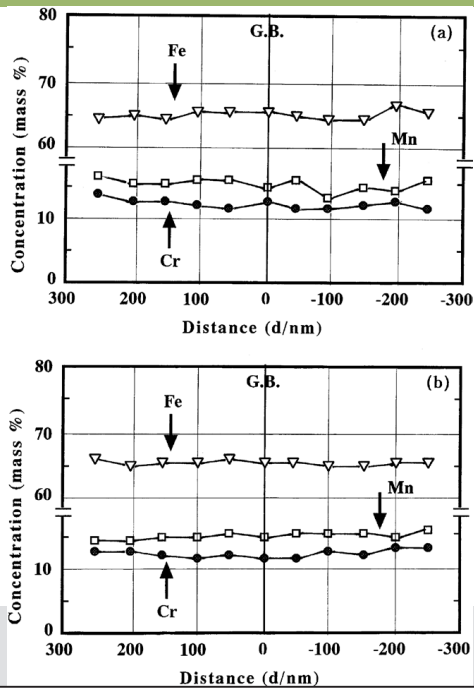 80
G.B.
(a)
Fe
70
Mn
60
10
Cr
0
300 200 100 0 -100 -200 -300
Distance (d/nm)
Concentration (mass %)
80
G.B.
(b)
Fe
70
60
Mn
10
Cr
0
300 200 100 0 -100 -200 -300
Distance (d/nm)
Concentration (mass %)